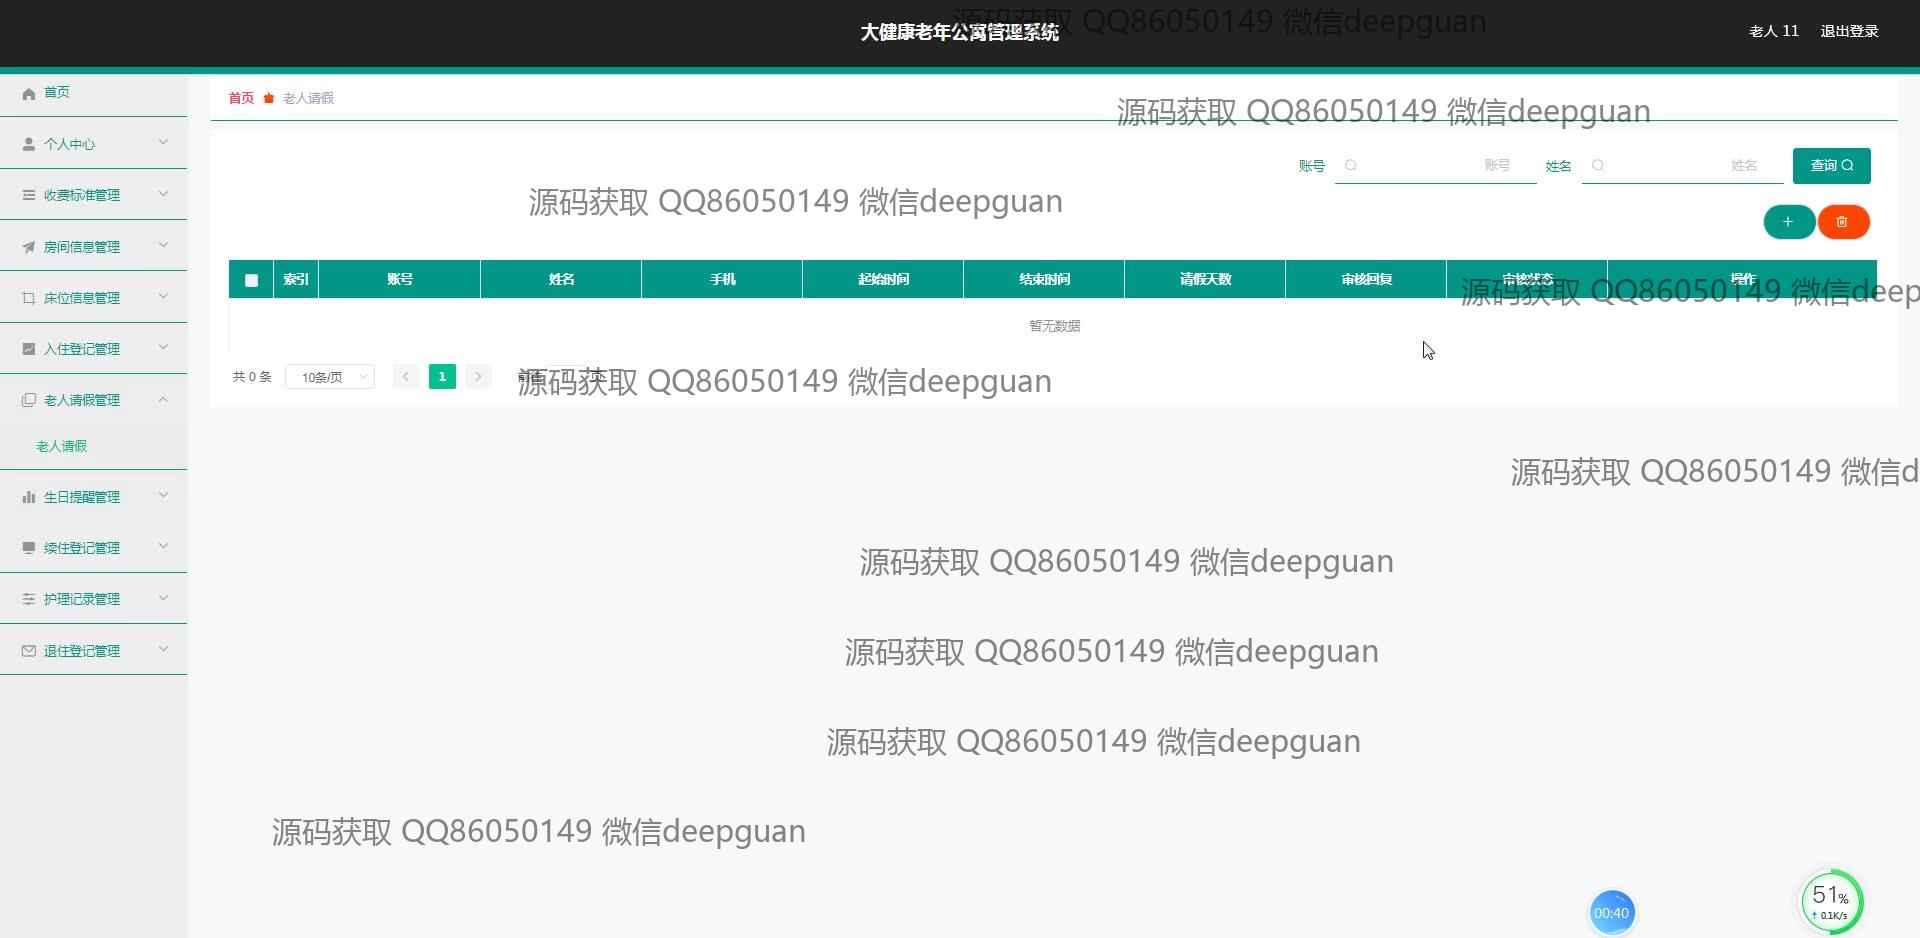 大健康老年公寓管理系统
源码获取 QQ86050149 微信deepguan
老人 11 退出登录
首页
个人中心
收费标准管理
房间信息管理
床位信息管理
入住登记管理
老人请假管理
老人请假
生日提醒管理
续住登记管理
护理记录管理
退住登记管理
首页 老人请假
源码获取 QQ86050149 微信deepguan
账号 账号 姓名 姓名 查询
源码获取 QQ86050149 微信deepguan
索引 账号 姓名 手机 起始时间 结束时间 请假天数 审核回复 审核状态 操作
源码获取 QQ86050149 微信deep
暂无数据
共 0 条 10条/页 1 前往 页
源码获取 QQ86050149 微信deepguan
源码获取 QQ86050149 微信d
源码获取 QQ86050149 微信deepguan
源码获取 QQ86050149 微信deepguan
源码获取 QQ86050149 微信deepguan
源码获取 QQ86050149 微信deepguan
00:40
51%
0.1K/s